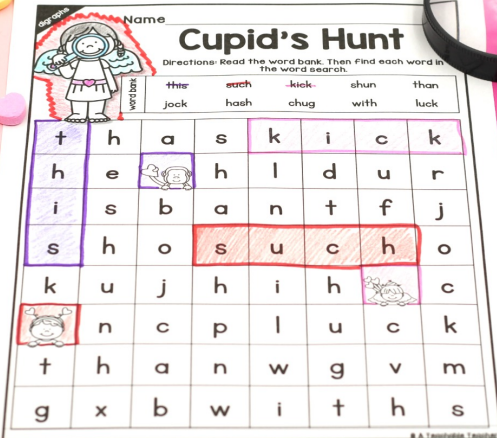 digraphs
Name
Cupid's Hunt
Directions: Read the word bank. Then find each word in
the word search.
word bank
this such kick shun than
jock hash chug with luck
t h a s k i c k
h e h l d u r
i s b a n t f j
s h o s u c h o
k u j h i h c
n c p l u c k
t h a n w g v m
g x b w i t h s
© A Teachable Teacher